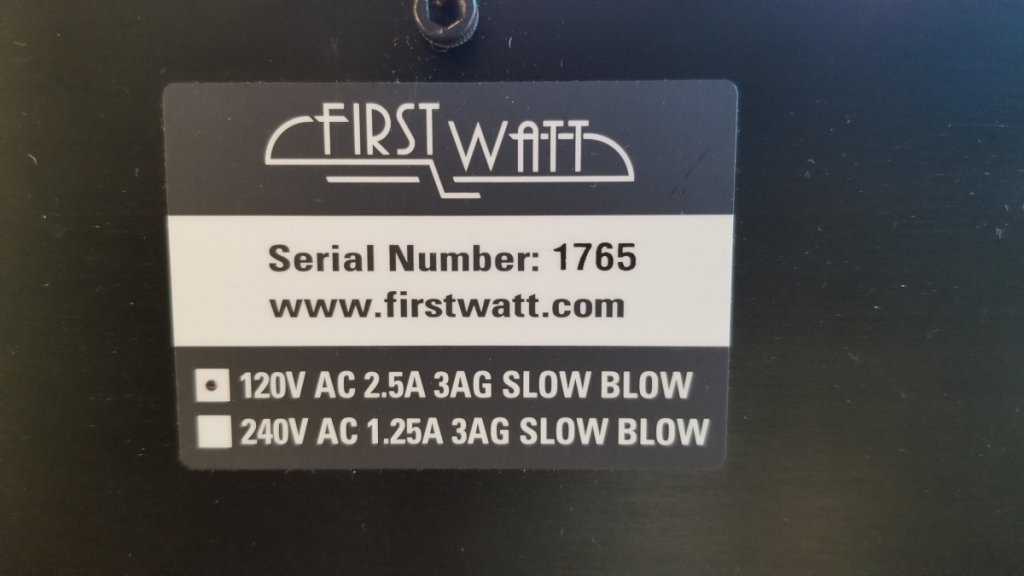 FIRST WATT
Serial Number: 1765
www.firstwatt.com
120V AC 2.5A 3AG SLOW BLOW
240V AC 1.25A 3AG SLOW BLOW